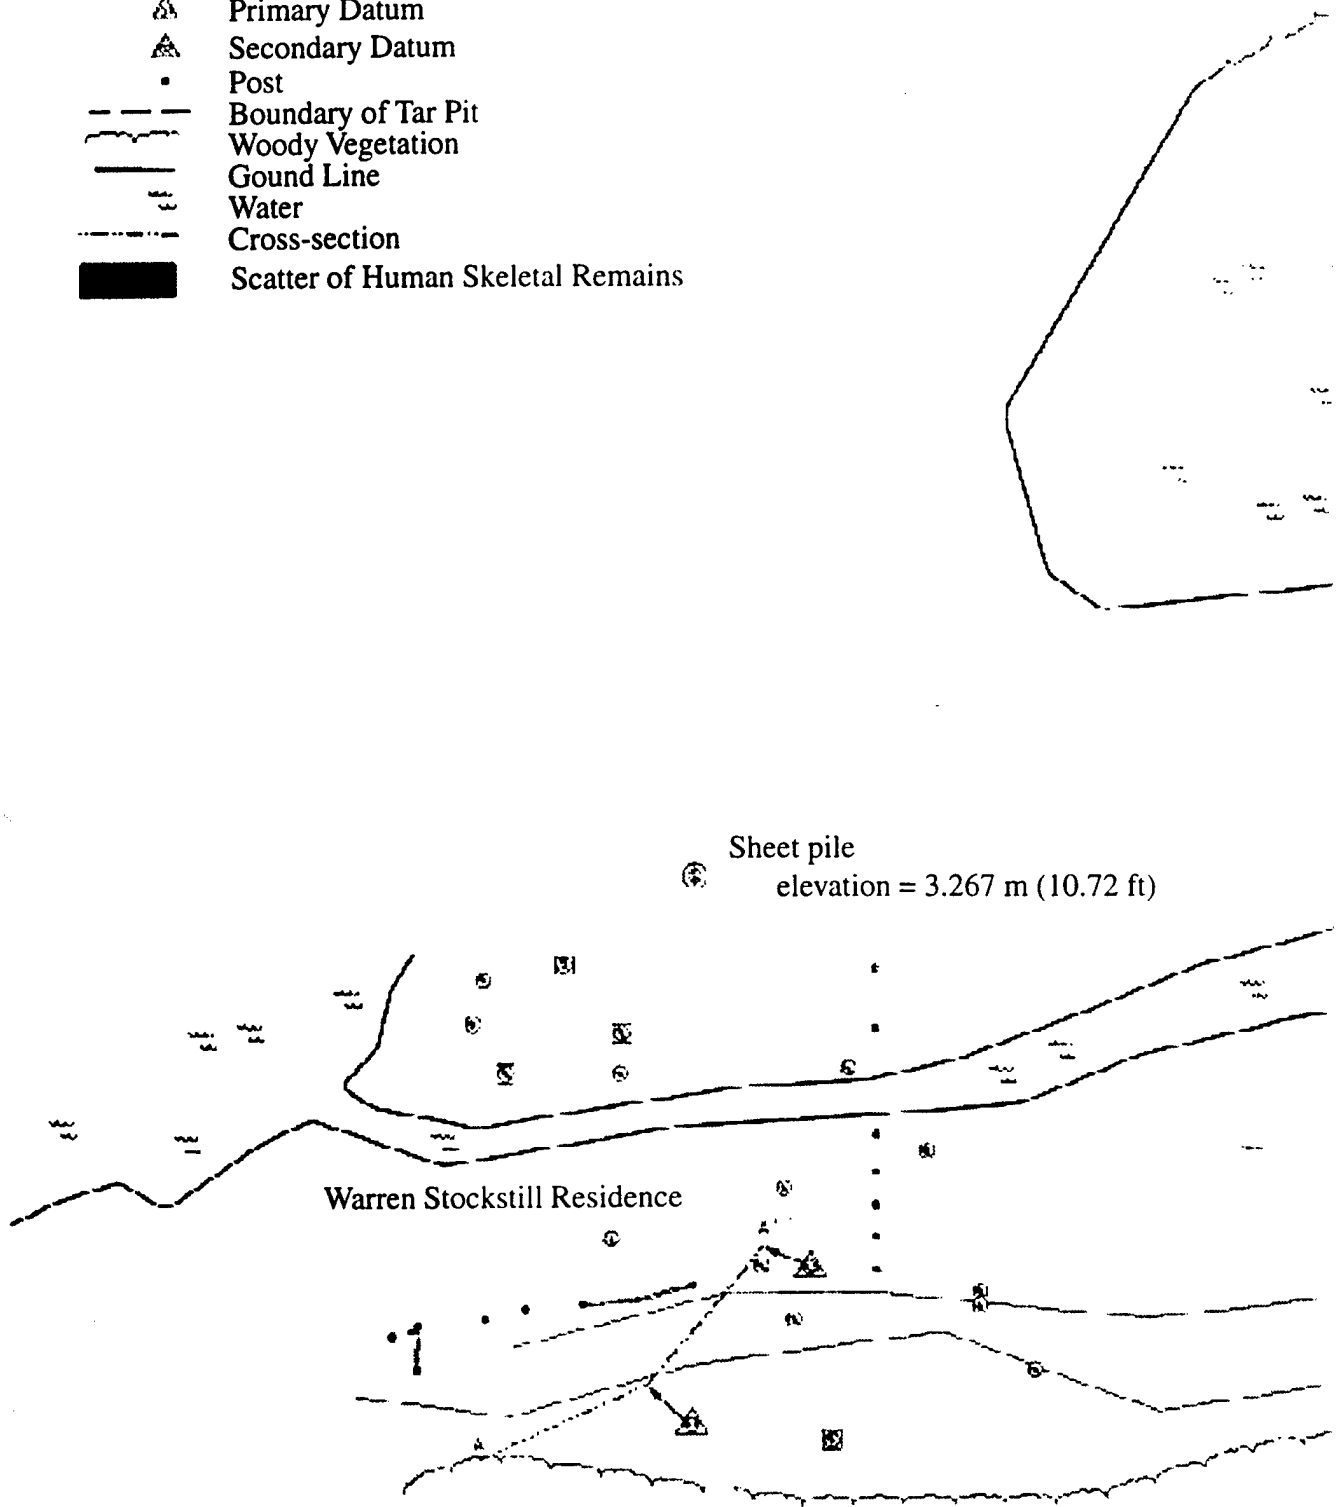 Primary Datum
Secondary Datum
Post
Boundary of Tar Pit
Woody Vegetation
Gound Line
Water
Cross-section
Scatter of Human Skeletal Remains
Sheet pile
elevation = 3.267 m (10.72 ft)
Warren Stockstill Residence
A'
A